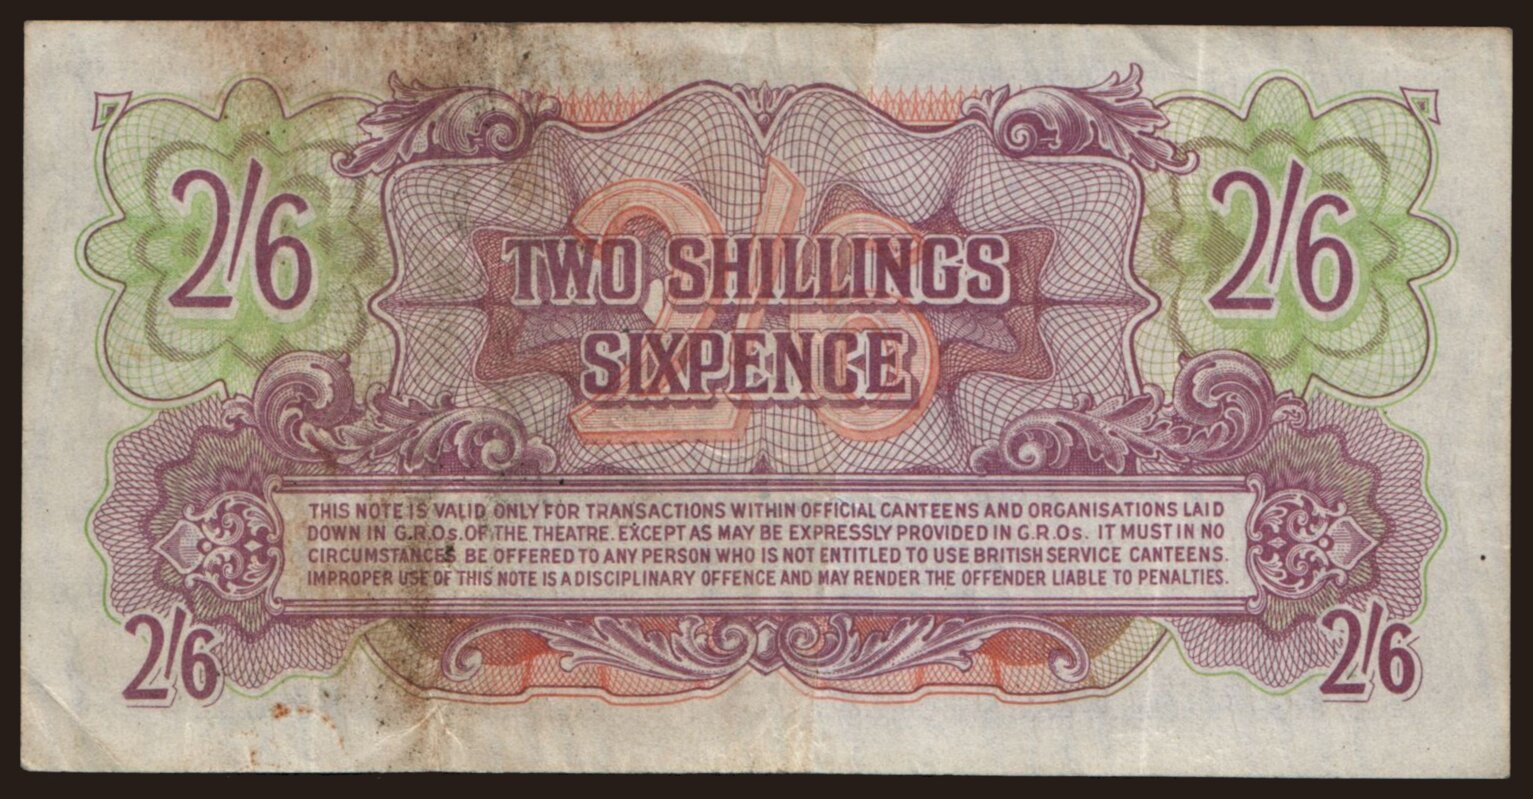 2/6
2/6
2/6
TWO SHILLINGS
SIXPENCE
THIS NOTE IS VALID ONLY FOR TRANSACTIONS WITHIN OFFICIAL CANTEENS AND ORGANISATIONS LAID
DOWN IN G.R.Os. OF THE THEATRE. EXCEPT AS MAY BE EXPRESSLY PROVIDED IN G.R.Os. IT MUST IN NO
CIRCUMSTANCES BE OFFERED TO ANY PERSON WHO IS NOT ENTITLED TO USE BRITISH SERVICE CANTEENS.
IMPROPER USE OF THIS NOTE IS A DISCIPLINARY OFFENCE AND MAY RENDER THE OFFENDER LIABLE TO PENALTIES.
2/6
2/6